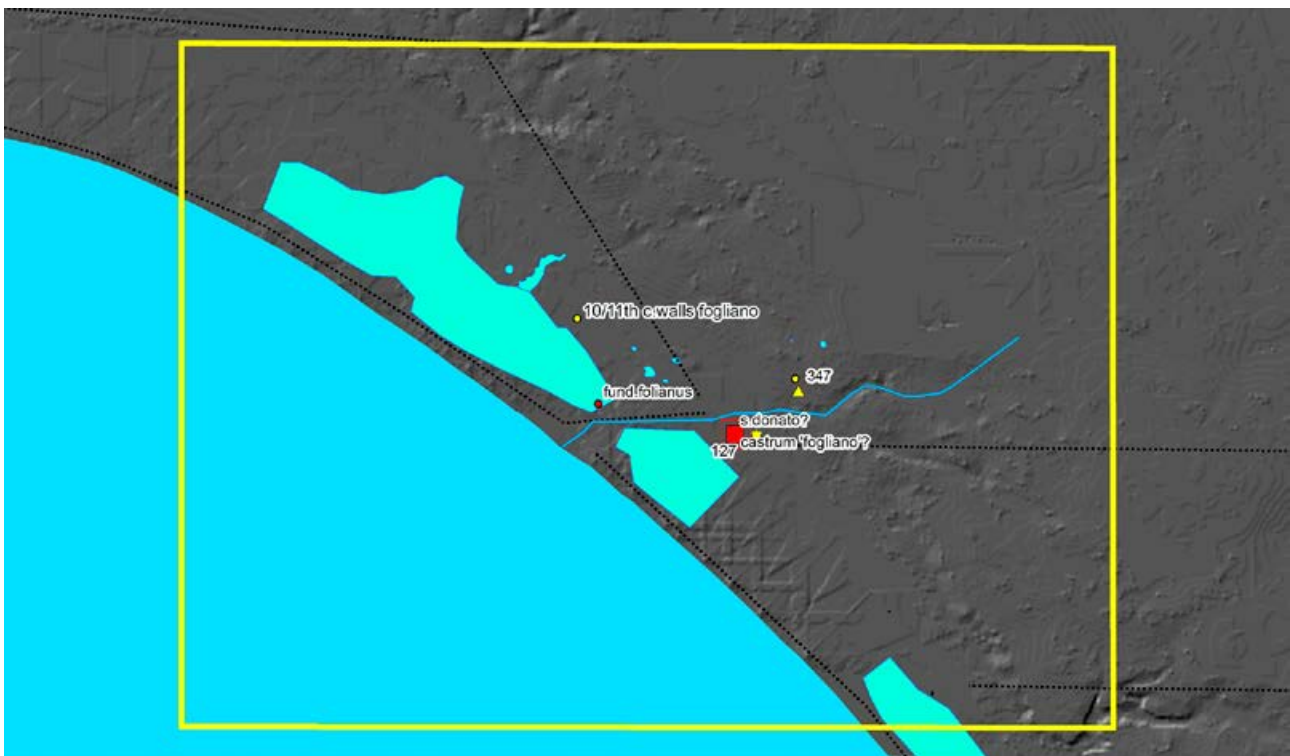 10/11th c.walls fogliano
347
fund.folianus
s.donato?
castrum 'fogliano'?
127